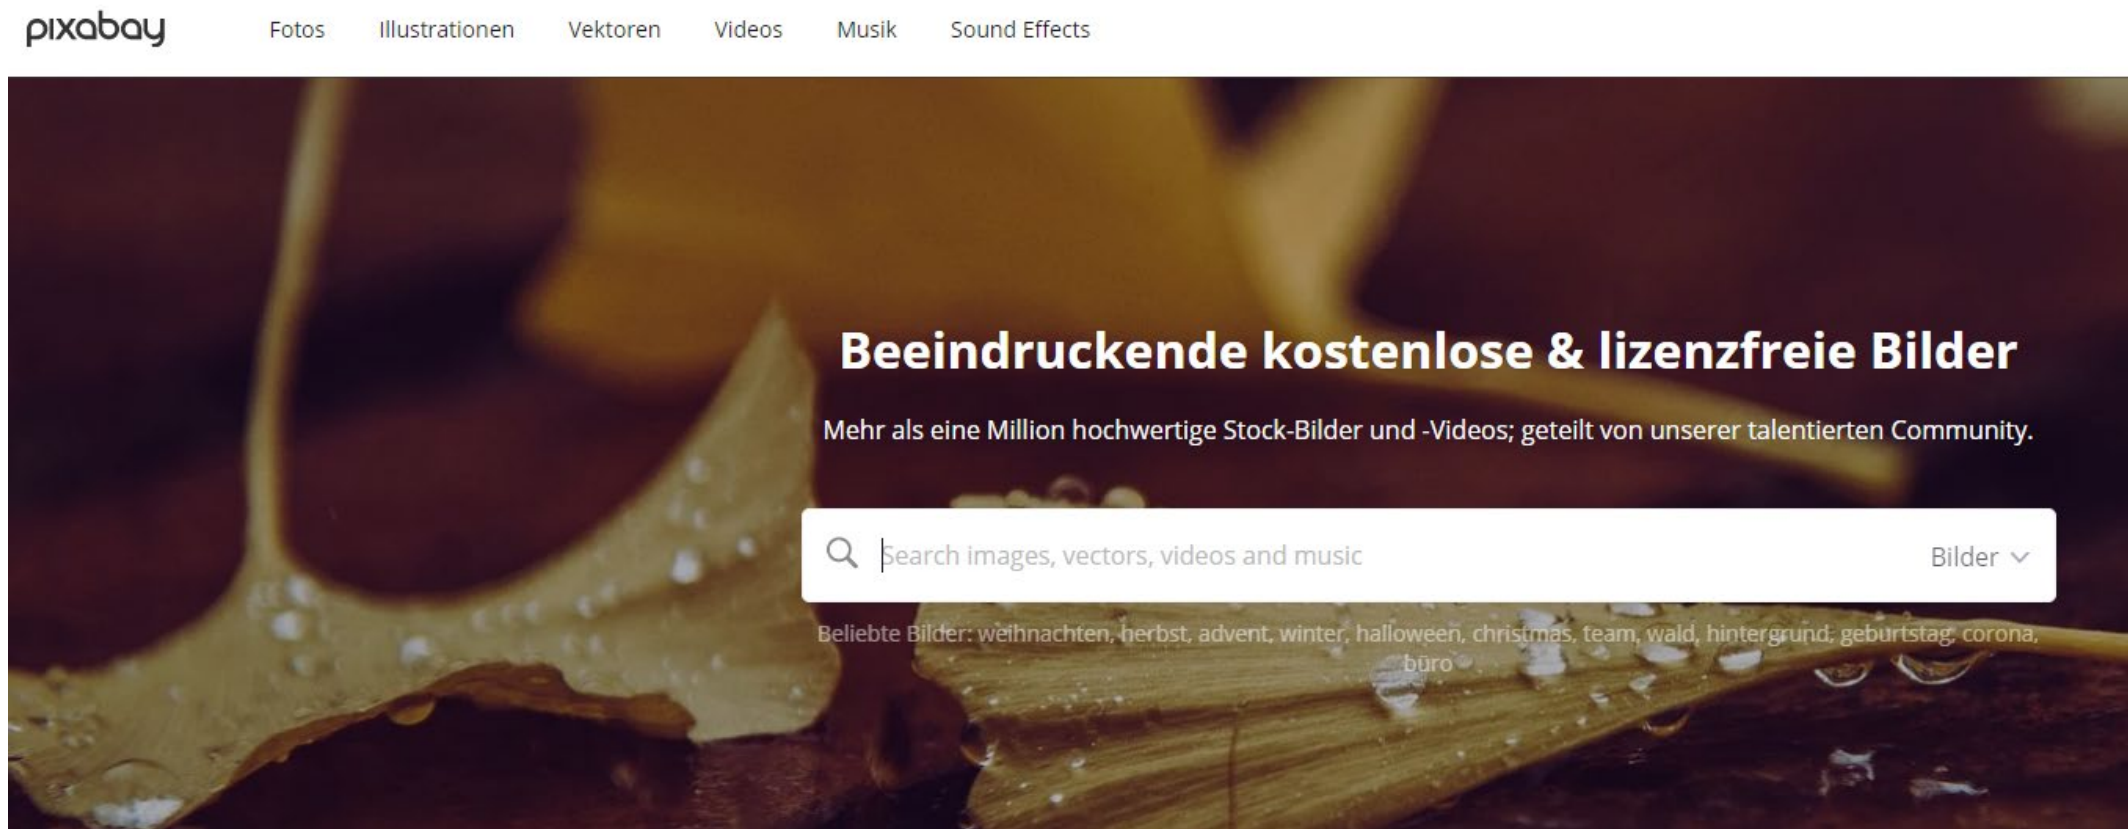 pixabay
Fotos Illustrationen Vektoren Videos Musik Sound Effects
Beeindruckende kostenlose & lizenzfreie Bilder
Mehr als eine Million hochwertige Stock-Bilder und -Videos; geteilt von unserer talentierten Community.
Search images, vectors, videos and music Bilder
Beliebte Bilder: weihnachten, herbst, advent, winter, halloween, christmas, team, wald, hintergrund, geburtstag, corona,
büro